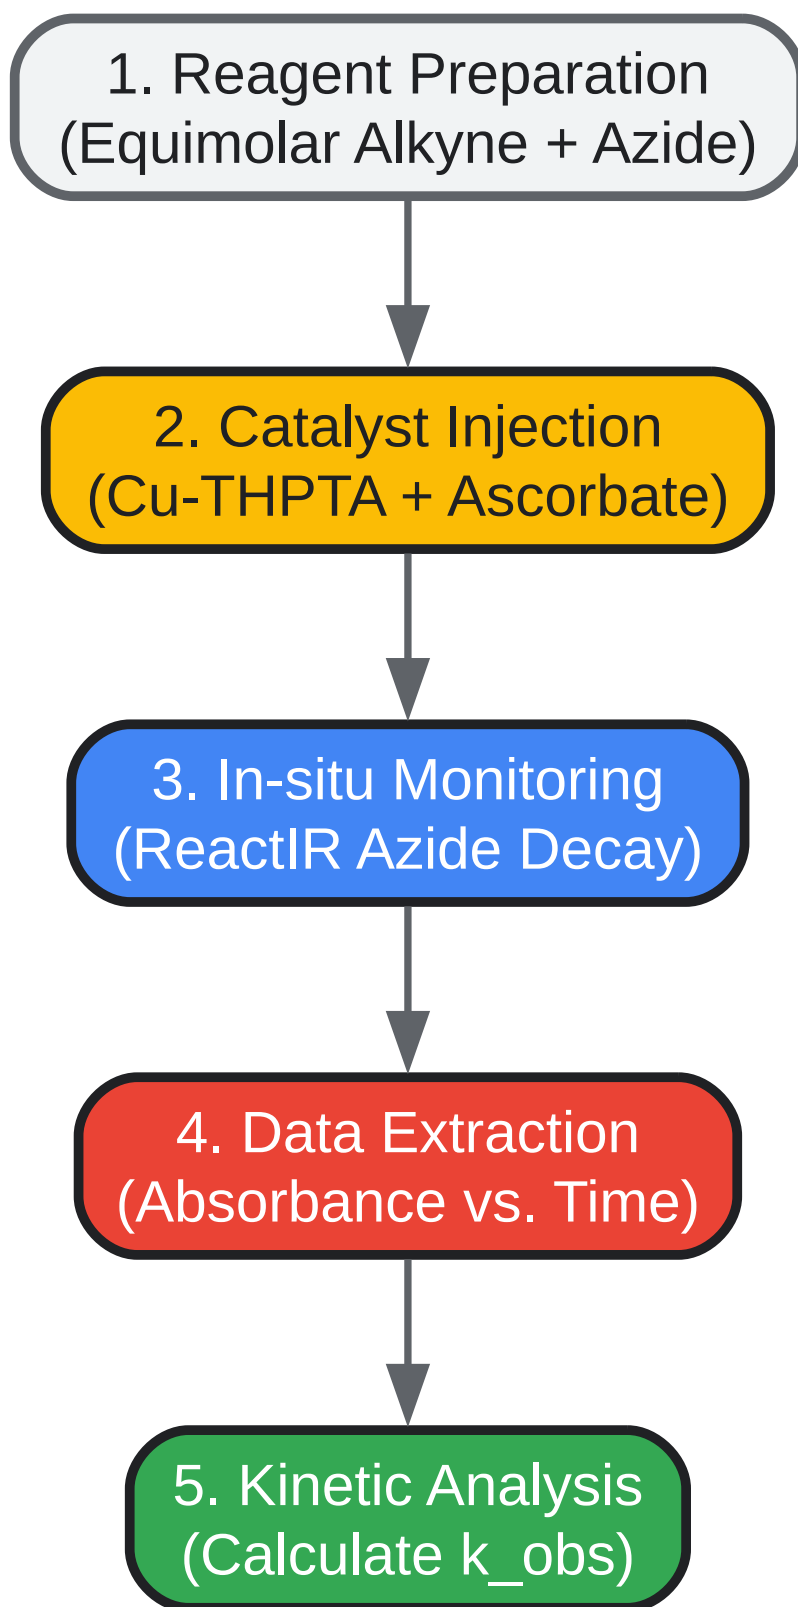 1. Reagent Preparation
(Equimolar Alkyne + Azide)
2. Catalyst Injection
(Cu-THPTA + Ascorbate)
3. In-situ Monitoring
(ReactIR Azide Decay)
4. Data Extraction
(Absorbance vs. Time)
5. Kinetic Analysis
(Calculate k_obs)